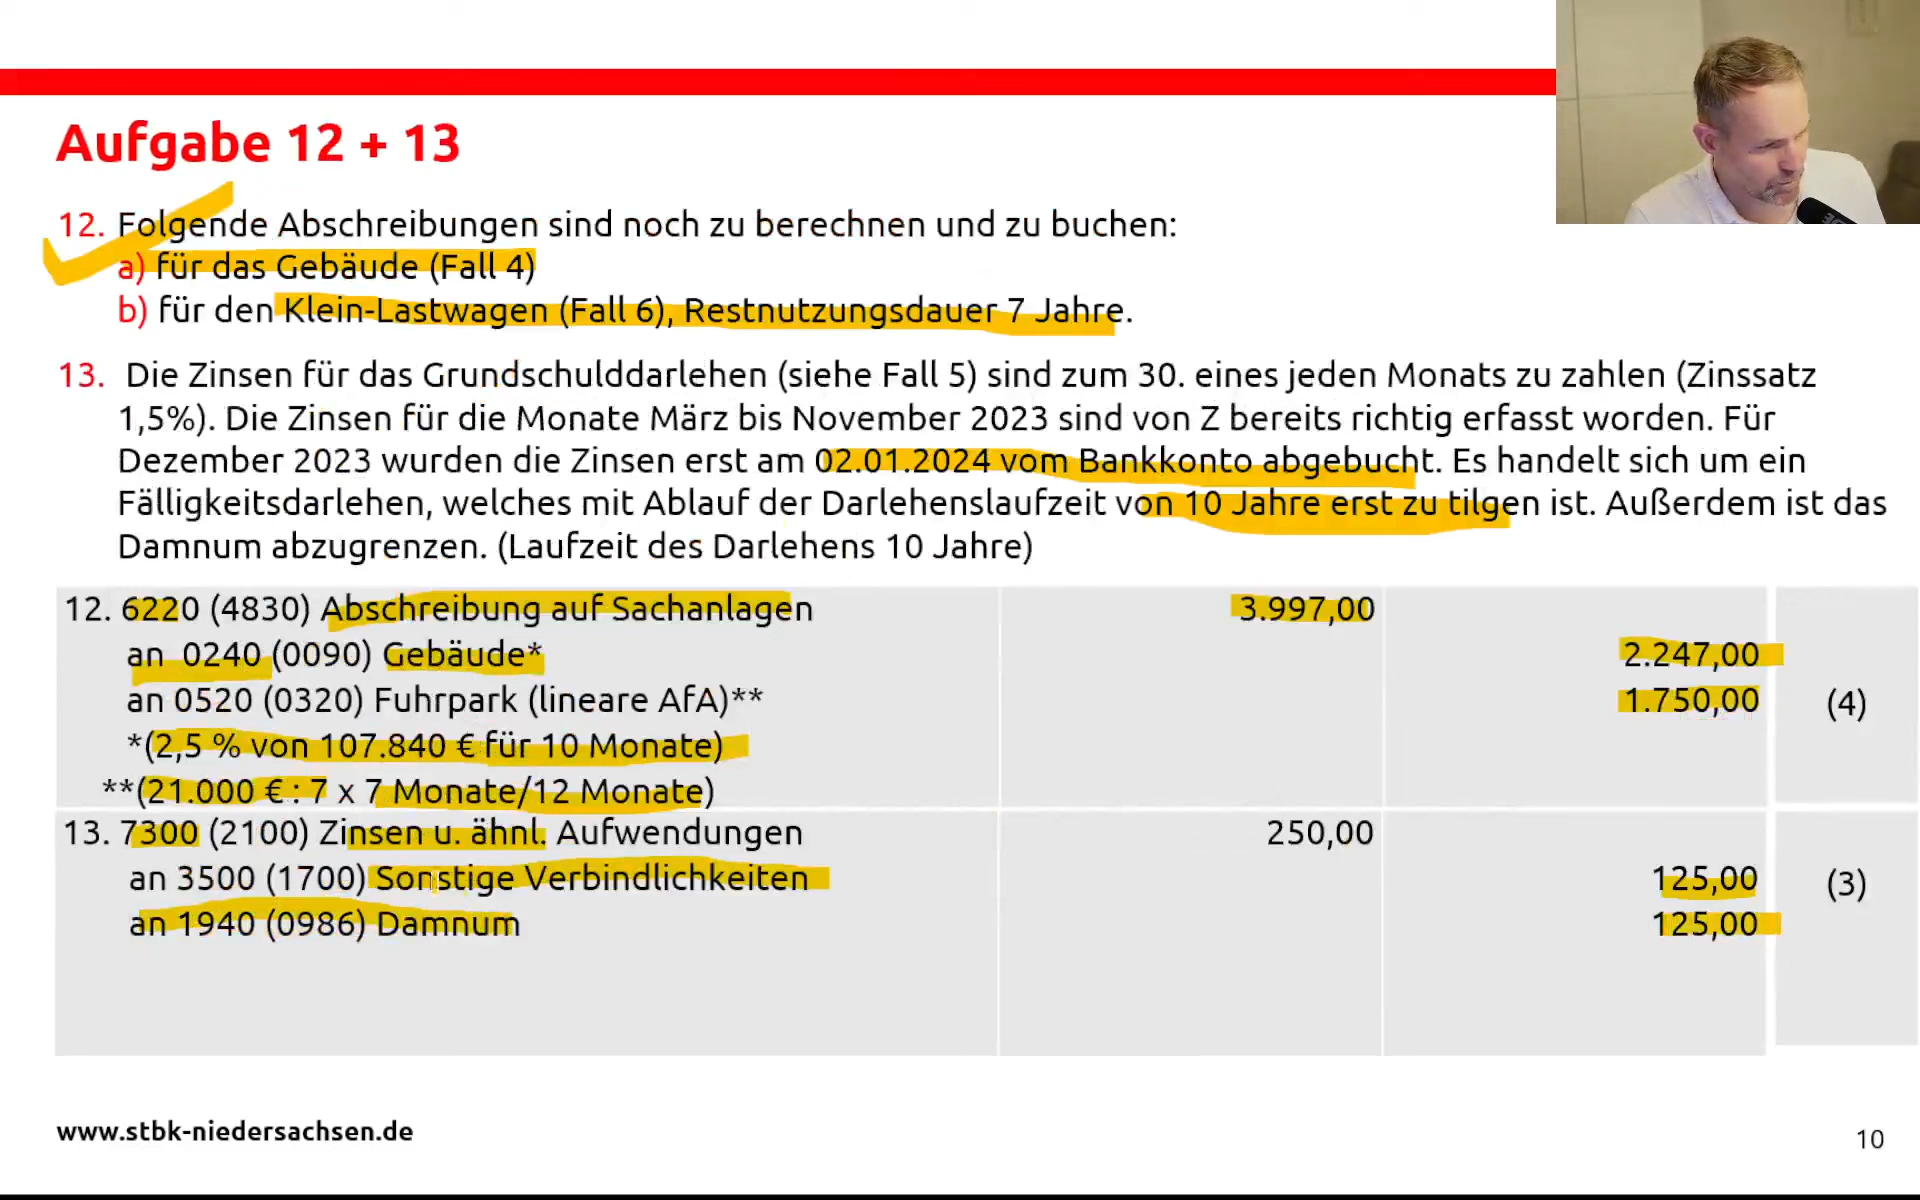 Aufgabe 12 + 13
12. Folgende Abschreibungen sind noch zu berechnen und zu buchen:
a) für das Gebäude (Fall 4)
b) für den Klein-Lastwagen (Fall 6), Restnutzungsdauer 7 Jahre.
13. Die Zinsen für das Grundschulddarlehen (siehe Fall 5) sind zum 30. eines jeden Monats zu zahlen (Zinssatz
1,5%). Die Zinsen für die Monate März bis November 2023 sind von Z bereits richtig erfasst worden. Für
Dezember 2023 wurden die Zinsen erst am 02.01.2024 vom Bankkonto abgebucht. Es handelt sich um ein
Fälligkeitsdarlehen, welches mit Ablauf der Darlehenslaufzeit von 10 Jahre erst zu tilgen ist. Außerdem ist das
Damnum abzugrenzen. (Laufzeit des Darlehens 10 Jahre)
12. 6220 (4830) Abschreibung auf Sachanlagen 3.997,00
an 0240 (0090) Gebäude* 2.247,00
an 0520 (0320) Fuhrpark (lineare AfA)** 1.750,00 (4)
*(2,5 % von 107.840 € für 10 Monate)
**(21.000 € : 7 x 7 Monate/12 Monate)
13. 7300 (2100) Zinsen u. ähnl. Aufwendungen 250,00
an 3500 (1700) Sonstige Verbindlichkeiten 125,00 (3)
an 1940 (0986) Damnum 125,00
www.stbk-niedersachsen.de
10